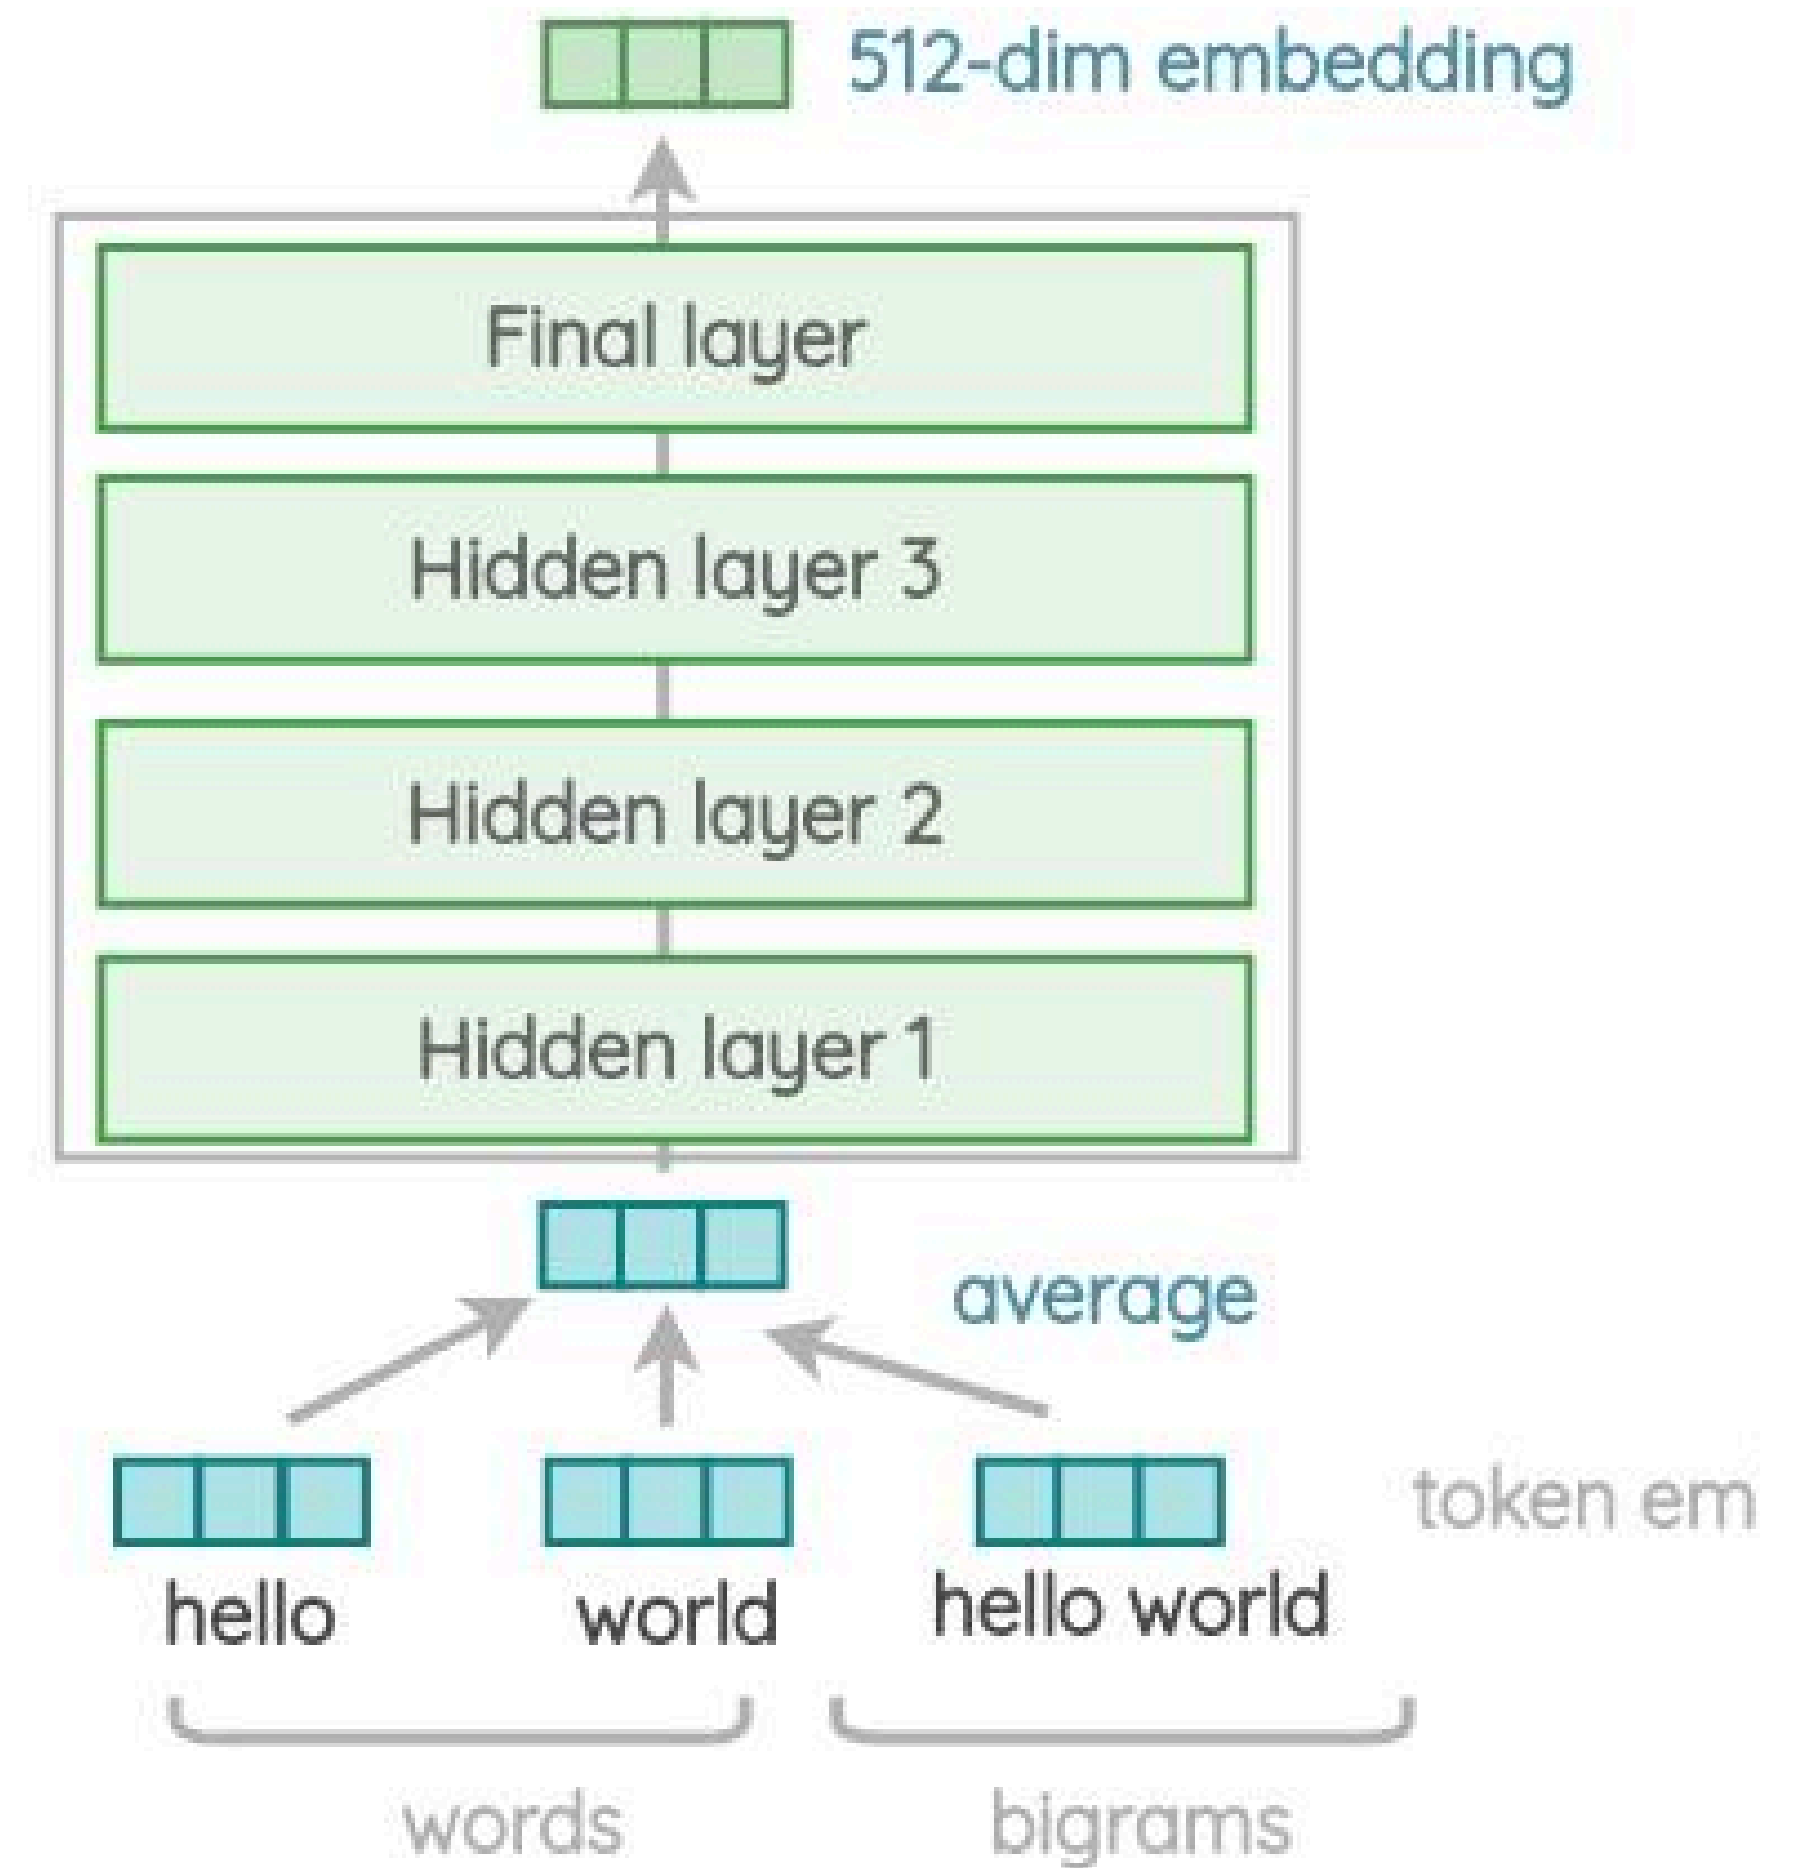 512-dim embedding
Final layer
Hidden layer 3
Hidden layer 2
Hidden layer 1
average
token em
hello world hello world
words bigrams